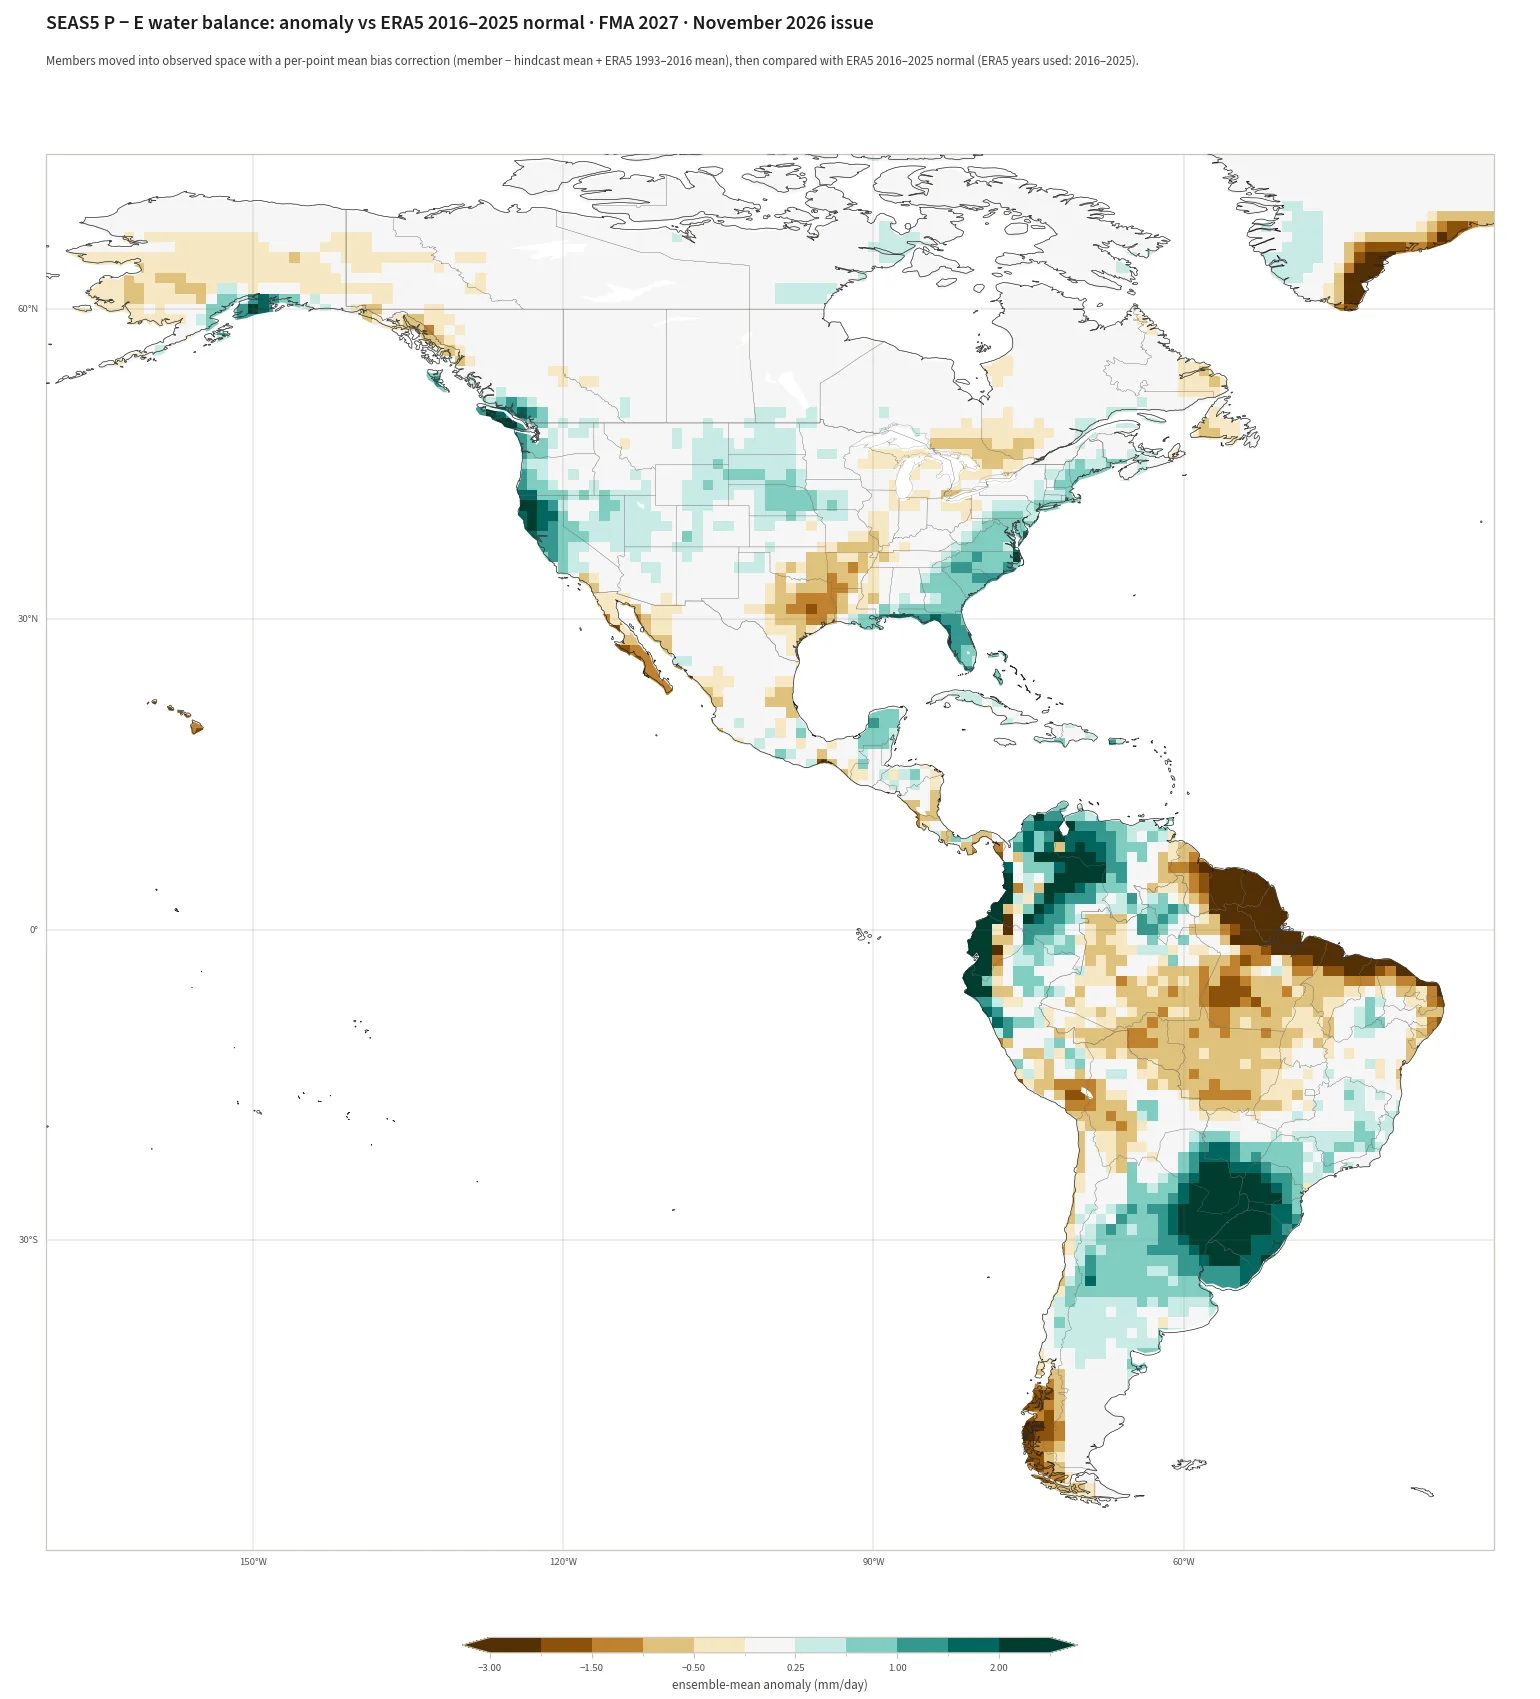 SEAS5 P − E water balance: anomaly vs ERA5 2016–2025 normal · FMA 2027 · November 2026 issue
Members moved into observed space with a per-point mean bias correction (member − hindcast mean + ERA5 1993–2016 mean), then compared with ERA5 2016–2025 normal (ERA5 years used: 2016–2025).
60°N
30°N
0°
30°S
150°W
120°W
90°W
60°W
−3.00
−1.50
−0.50
0.25
1.00
2.00
ensemble-mean anomaly (mm/day)